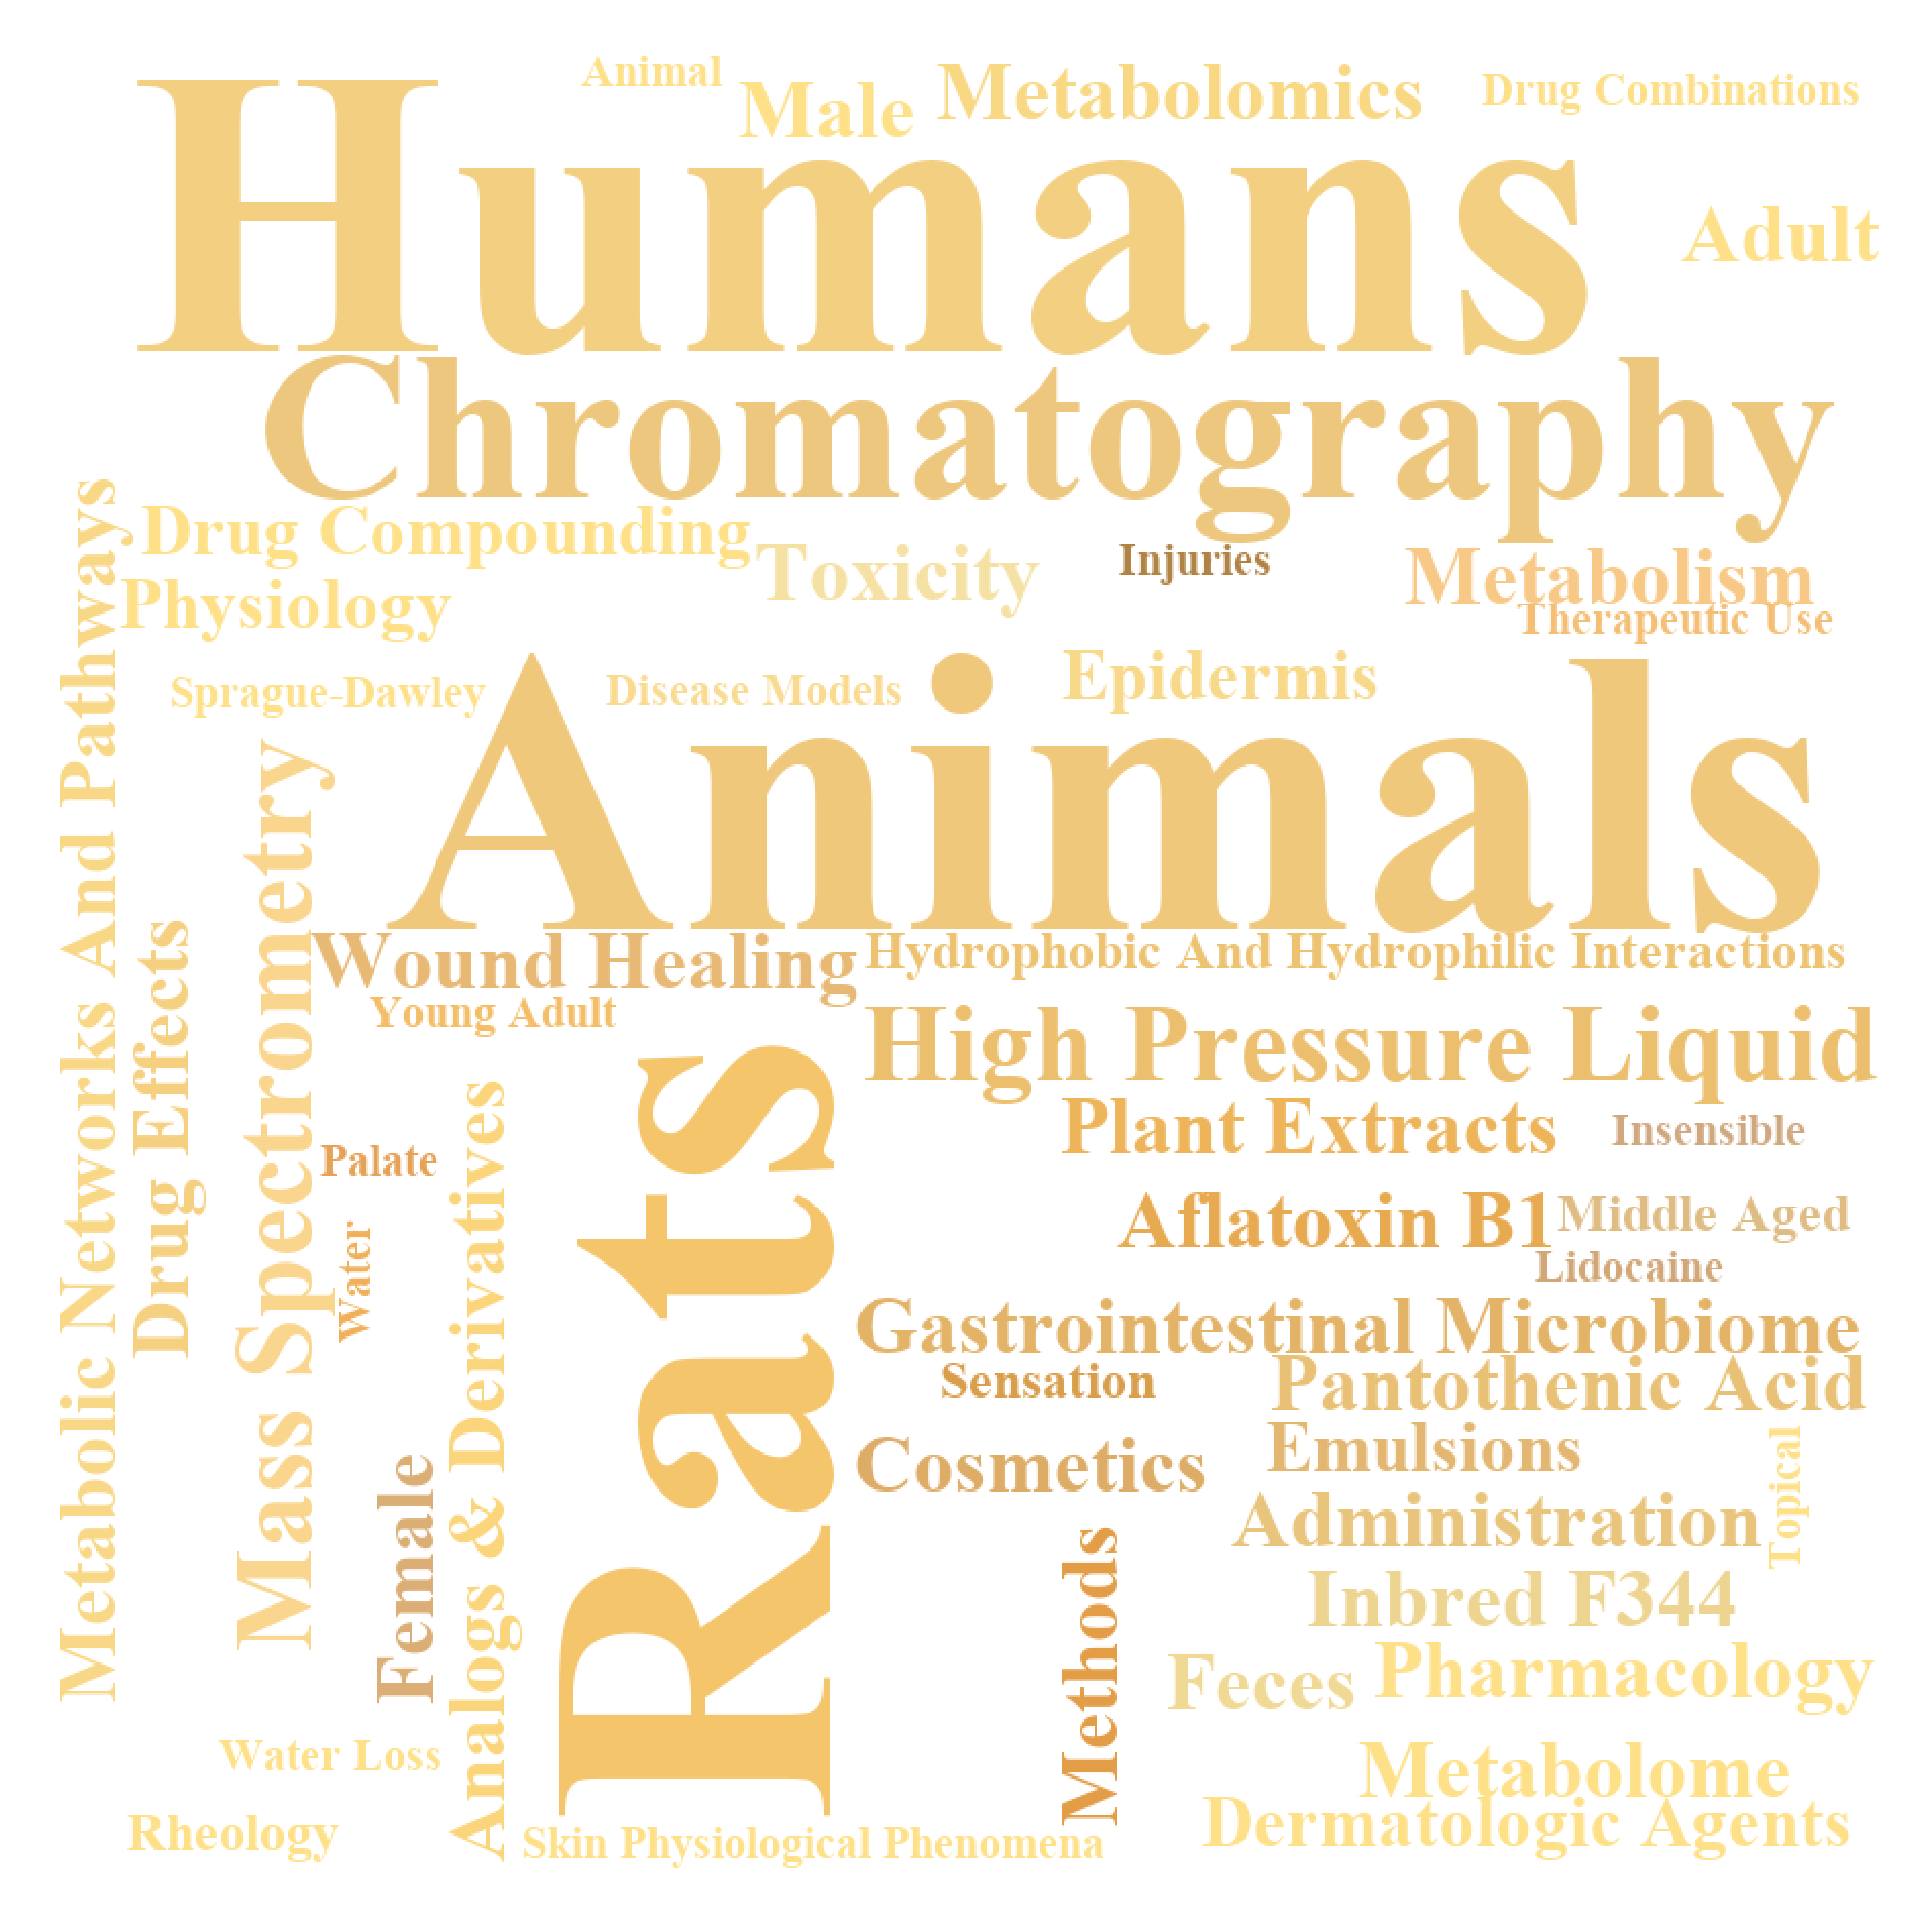 Animal
Male
Metabolomics
Drug Combinations
Humans
Adult
Chromatography
Drug Compounding
Toxicity
Injuries
Metabolism
Physiology
Therapeutic Use
Sprague-Dawley
Disease Models
Epidermis
Animals
Metabolic Networks And Pathways
Drug Effects
Mass Spectrometry
Wound Healing
Hydrophobic And Hydrophilic Interactions
Young Adult
High Pressure Liquid
Plant Extracts
Insensible
Palate
Water
Analogs & Derivatives
Rats
Aflatoxin B1
Middle Aged
Lidocaine
Gastrointestinal Microbiome
Sensation
Pantothenic Acid
Cosmetics
Emulsions
Topical
Female
Administration
Methods
Inbred F344
Feces
Pharmacology
Water Loss
Metabolome
Rheology
Skin Physiological Phenomena
Dermatologic Agents